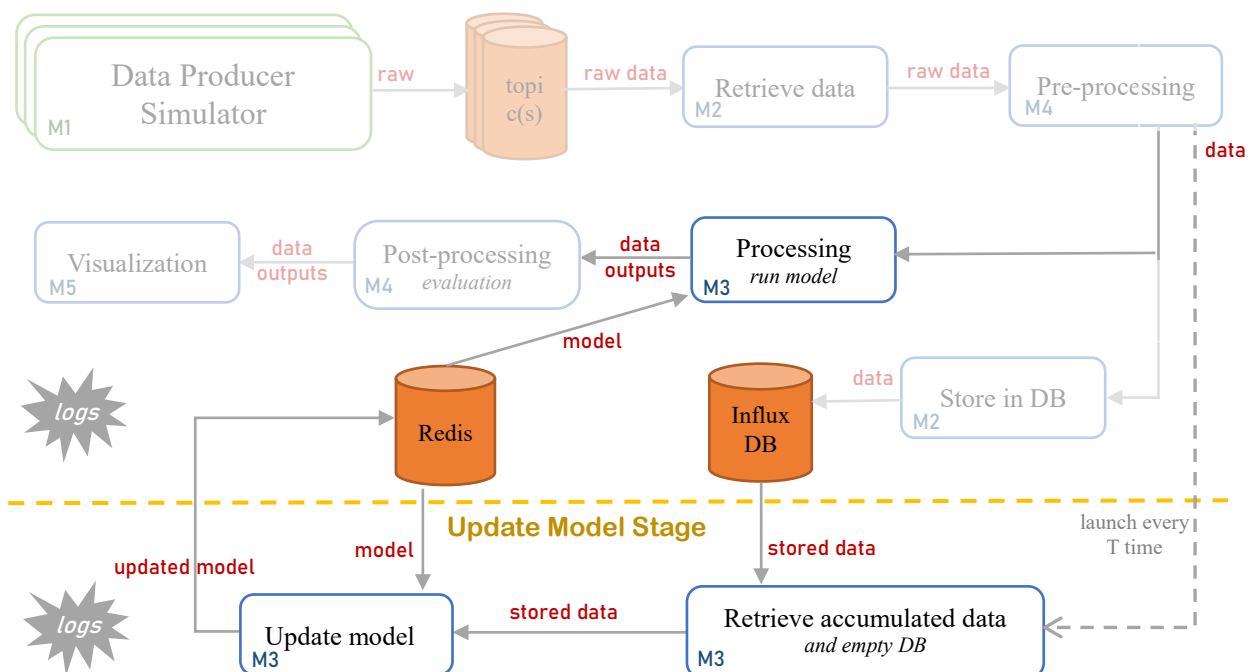 Data Producer
Simulator
M1
raw
topi
c(s)
raw data
Retrieve data
M2
raw data
Pre-processing
M4
data
Visualization
M5
data
outputs
Post-processing
evaluation
M4
data
outputs
Processing
run model
M3
model
logs
Redis
Influx
DB
data
Store in DB
M2
Update Model Stage
launch every
T time
model
stored data
updated model
logs
Update model
M3
stored data
Retrieve accumulated data
and empty DB
M3